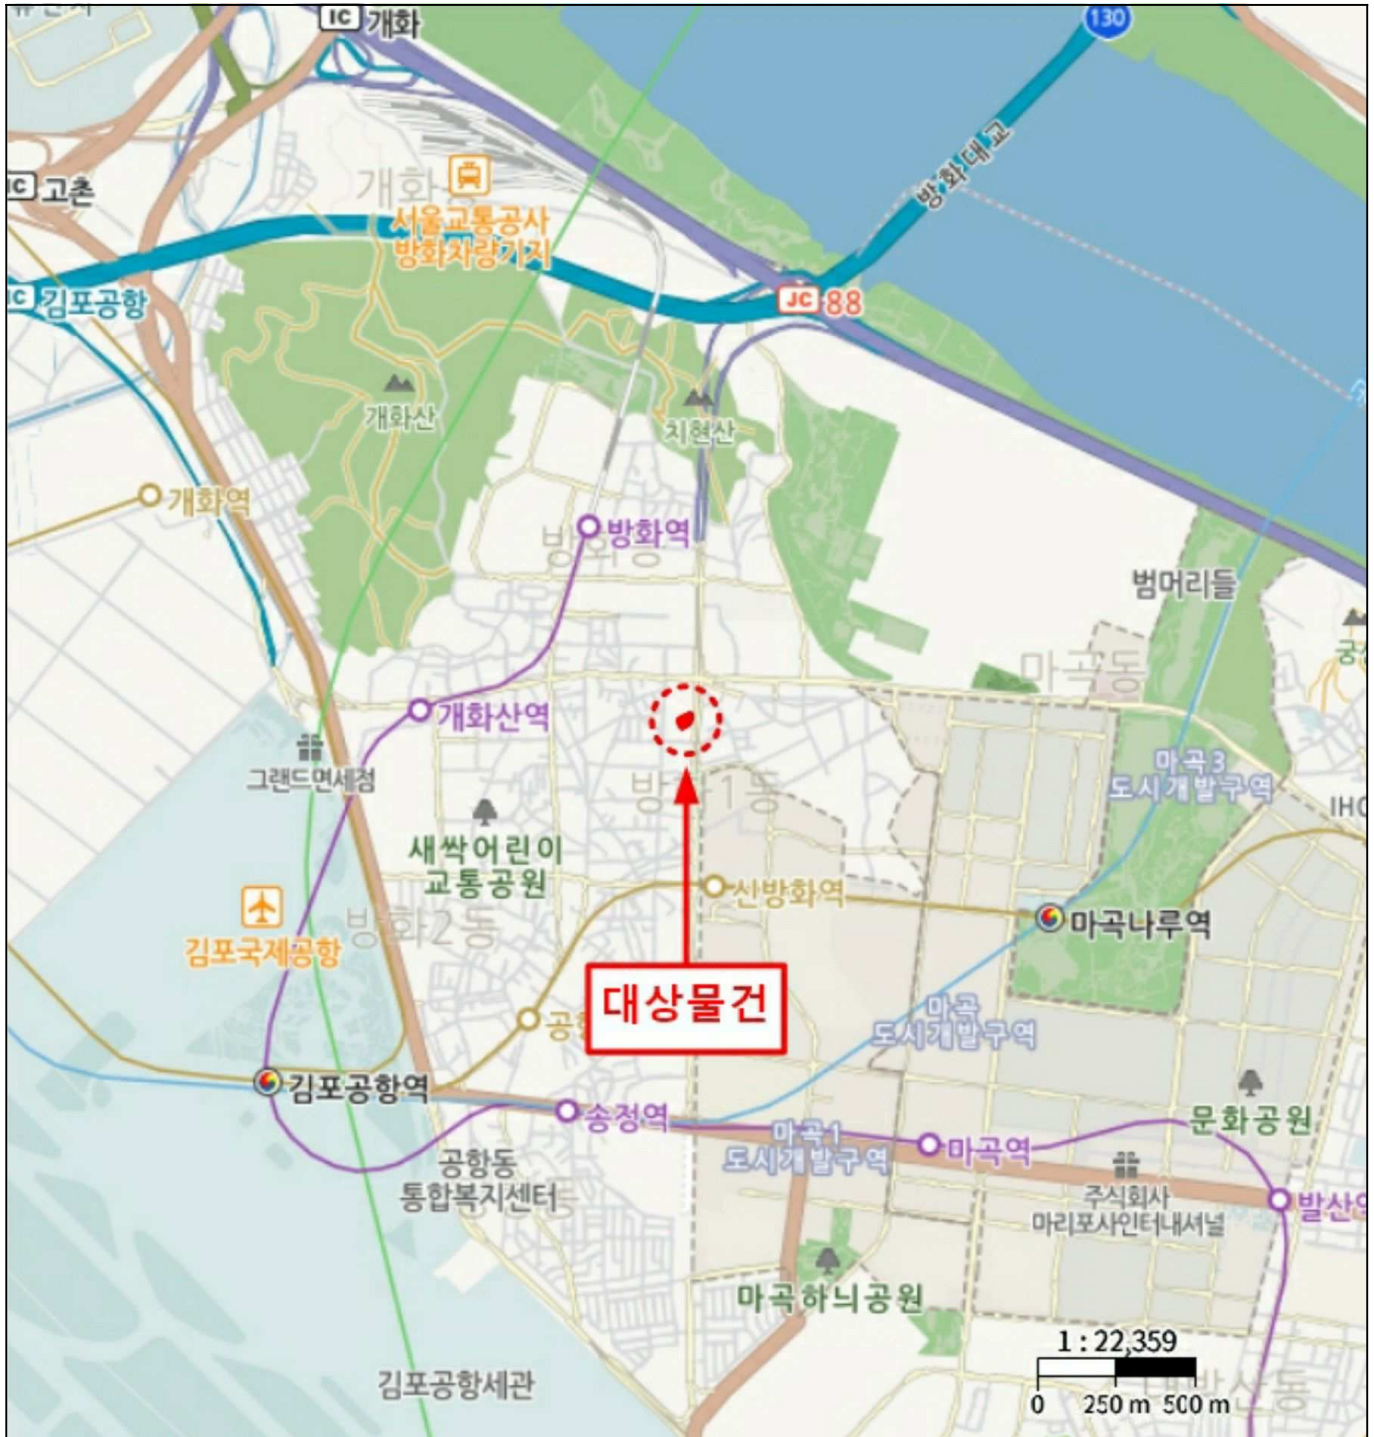 IC 개화
130
방화대교
IC 고촌
서울교통공사
방화차량기지
IC 김포공항
JC 88
개화산
치현산
개화역
방화역
범머리들
마곡동
개화산역
그랜드면세점
마곡3
도시개발구역
새싹어린이
교통공원
신방화역
방화2동
김포국제공항
마곡나루역
대상물건
마곡
도시개발구역
김포공항역
송정역
문화공원
마곡1
도시개발구역
마곡역
공항동
통합복지센터
주식회사
마리포사인터내셔널
마곡하늬공원
김포공항세관
1 : 22,359
0 250 m 500 m